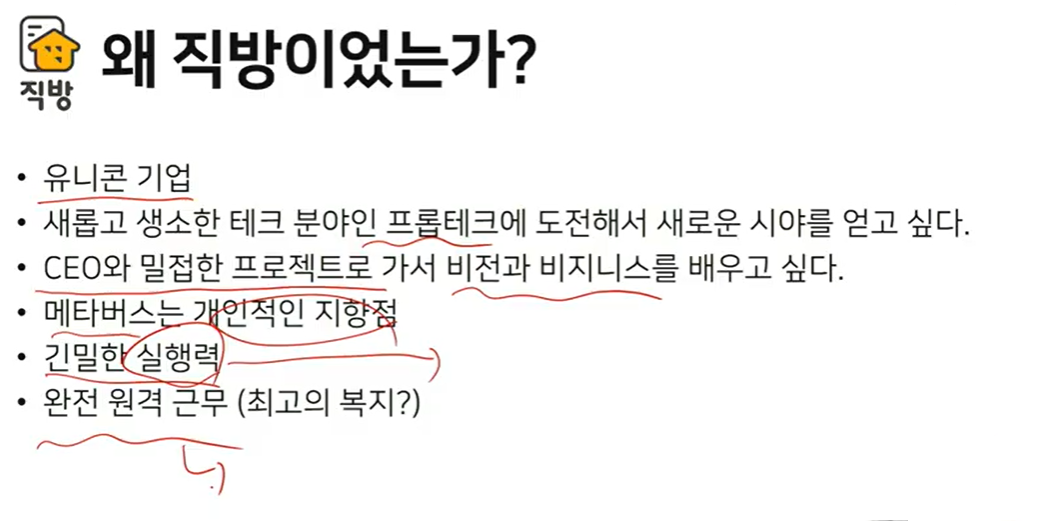 직방
왜 직방이었는가?
• 유니콘 기업
• 새롭고 생소한 테크 분야인 프롭테크에 도전해서 새로운 시야를 얻고 싶다.
• CEO와 밀접한 프로젝트로 가서 비전과 비지니스를 배우고 싶다.
• 메타버스는 개인적인 지향점
• 긴밀한 실행력
• 완전 원격 근무 (최고의 복지?)